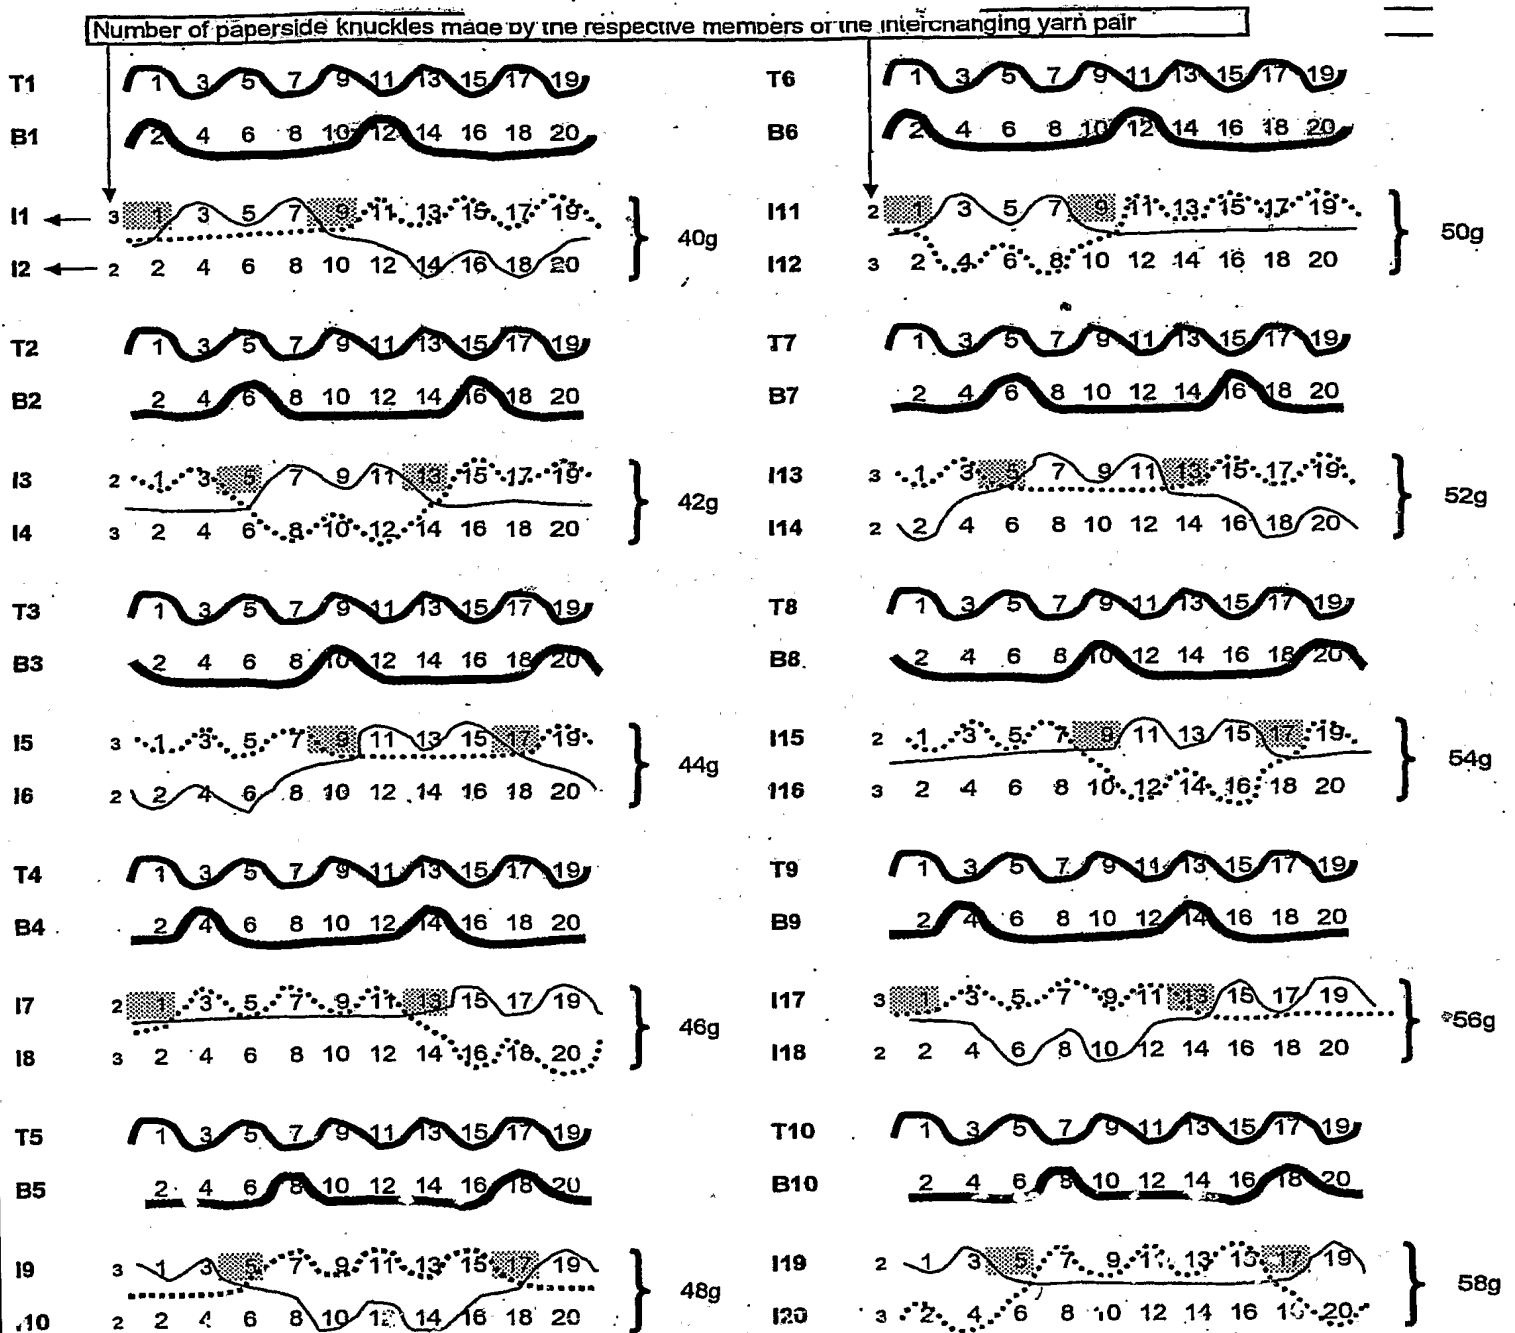 Number of paperside knuckles made by the respective members of the interchanging yarn pair
T1 1 3 5 7 9 11 13 15 17 19
B1 2 4 6 8 10 12 14 16 18 20
I1 3 1 3 5 7 9 11 13 15 17 19
40g
I2 2 2 4 6 8 10 12 14 16 18 20
T2 1 3 5 7 9 11 13 15 17 19
B2 2 4 6 8 10 12 14 16 18 20
I3 2 1 3 5 7 9 11 13 15 17 19
42g
I4 3 2 4 6 8 10 12 14 16 18 20
T3 1 3 5 7 9 11 13 15 17 19
B3 2 4 6 8 10 12 14 16 18 20
I5 3 1 3 5 7 9 11 13 15 17 19
44g
I6 2 2 4 6 8 10 12 14 16 18 20
T4 1 3 5 7 9 11 13 15 17 19
B4 2 4 6 8 10 12 14 16 18 20
I7 2 1 3 5 7 9 11 13 15 17 19
46g
I8 3 2 4 6 8 10 12 14 16 18 20
T5 1 3 5 7 9 11 13 15 17 19
B5 2 4 6 8 10 12 14 16 18 20
I9 3 1 3 5 7 9 11 13 15 17 19
48g
I10 2 2 4 6 8 10 12 14 16 18 20
T6 1 3 5 7 9 11 13 15 17 19
B6 2 4 6 8 10 12 14 16 18 20
I11 2 1 3 5 7 9 11 13 15 17 19
50g
I12 3 2 4 6 8 10 12 14 16 18 20
T7 1 3 5 7 9 11 13 15 17 19
B7 2 4 6 8 10 12 14 16 18 20
I13 3 1 3 5 7 9 11 13 15 17 19
52g
I14 2 2 4 6 8 10 12 14 16 18 20
T8 1 3 5 7 9 11 13 15 17 19
B8 2 4 6 8 10 12 14 16 18 20
I15 2 1 3 5 7 9 11 13 15 17 19
54g
I16 3 2 4 6 8 10 12 14 16 18 20
T9 1 3 5 7 9 11 13 15 17 19
B9 2 4 6 8 10 12 14 16 18 20
I17 3 1 3 5 7 9 11 13 15 17 19
56g
I18 2 2 4 6 8 10 12 14 16 18 20
T10 1 3 5 7 9 11 13 15 17 19
B10 2 4 6 8 10 12 14 16 18 20
I19 2 1 3 5 7 9 11 13 15 17 19
58g
I20 3 2 4 6 8 10 12 14 16 18 20